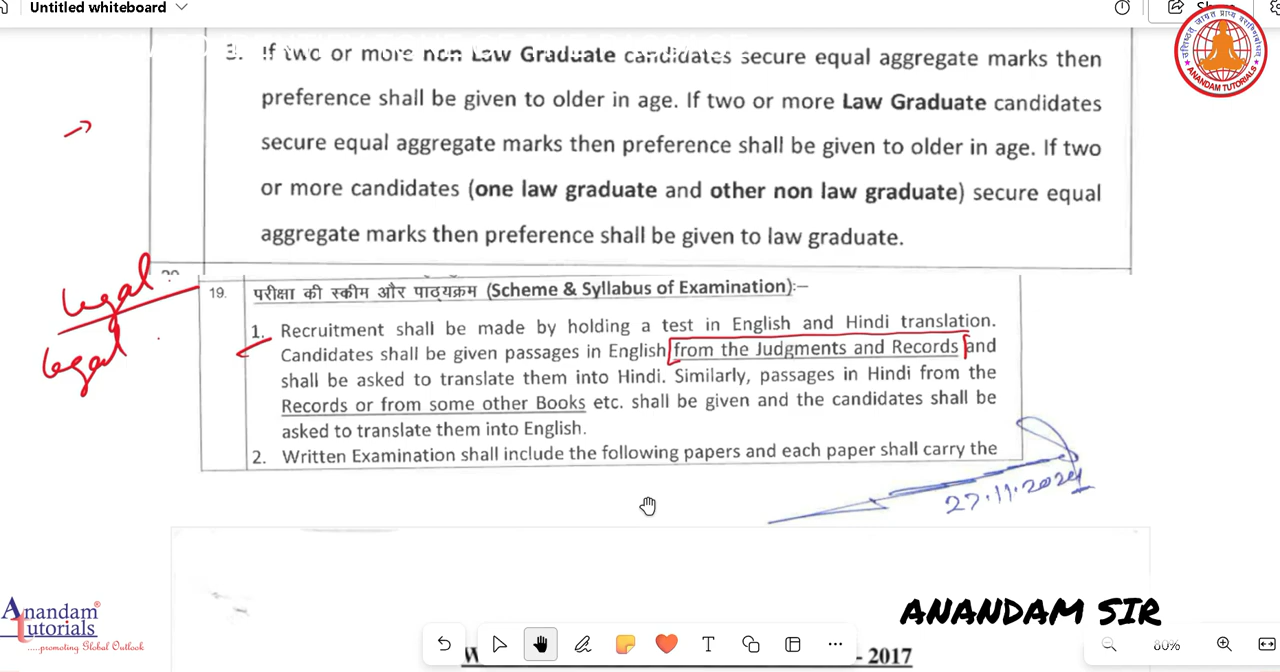 Untitled whiteboard
3. If two or more non Law Graduate candidates secure equal aggregate marks then
preference shall be given to older in age. If two or more Law Graduate candidates
secure equal aggregate marks then preference shall be given to older in age. If two
or more candidates (one law graduate and other non law graduate) secure equal
aggregate marks then preference shall be given to law graduate.
legal
legal
19. परीक्षा की स्कीम और पाठ्यक्रम (Scheme & Syllabus of Examination):–
1. Recruitment shall be made by holding a test in English and Hindi translation.
Candidates shall be given passages in English from the Judgments and Records and
shall be asked to translate them into Hindi. Similarly, passages in Hindi from the
Records or from some other Books etc. shall be given and the candidates shall be
asked to translate them into English.
2. Written Examination shall include the following papers and each paper shall carry the
27.11.2024
ANANDAM SIR
Anandam®
Tutorials
.....promoting Global Outlook
ANANDAM TUTORIALS
T
80%
- 2017